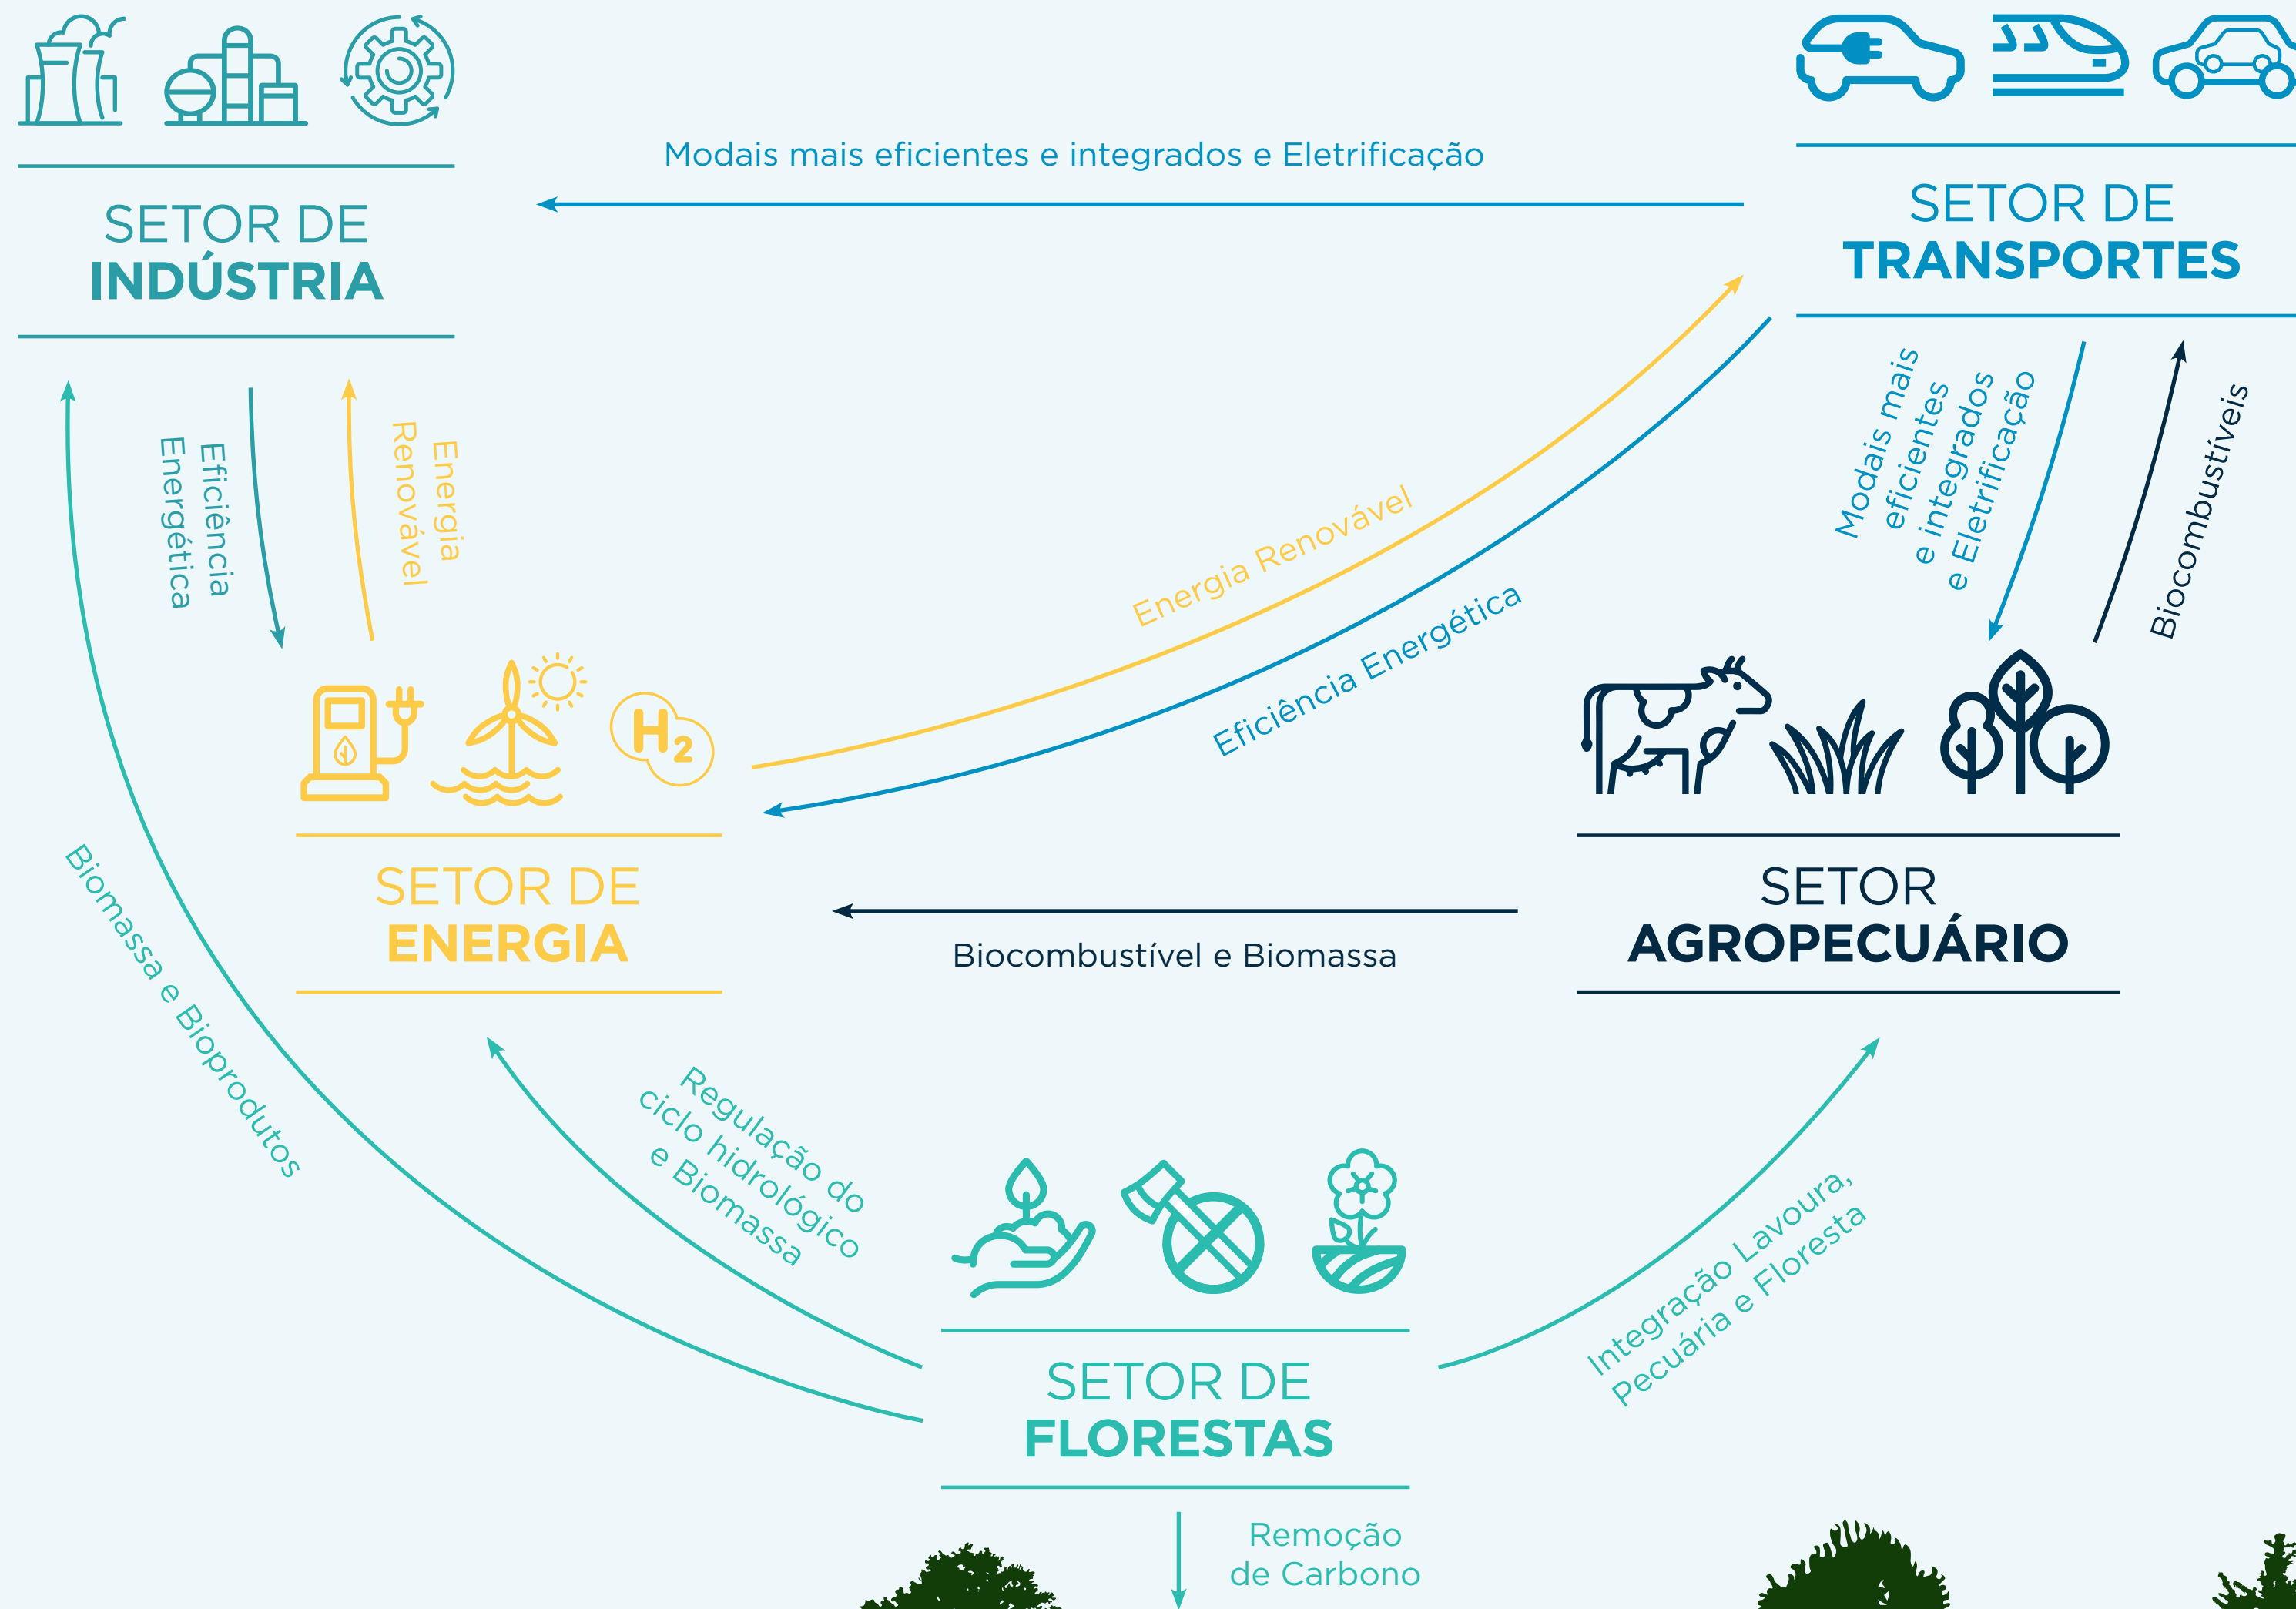 Modais mais eficientes e integrados e Eletrificação
SETOR DE
INDÚSTRIA
SETOR DE
TRANSPORTES
Eficiência
Energética
Energia
Renovável
Energia Renovável
Eficiência Energética
Modais mais
eficientes
e integrados
e Eletrificação
Biocombustíveis
H2
SETOR DE
ENERGIA
Biocombustível e Biomassa
SETOR
AGROPECUÁRIO
Biomassa e Bioprodutos
Regulação do
ciclo hidrológico
e Biomassa
Integração Lavoura,
Pecuária e Floresta
SETOR DE
FLORESTAS
Remoção
de Carbono